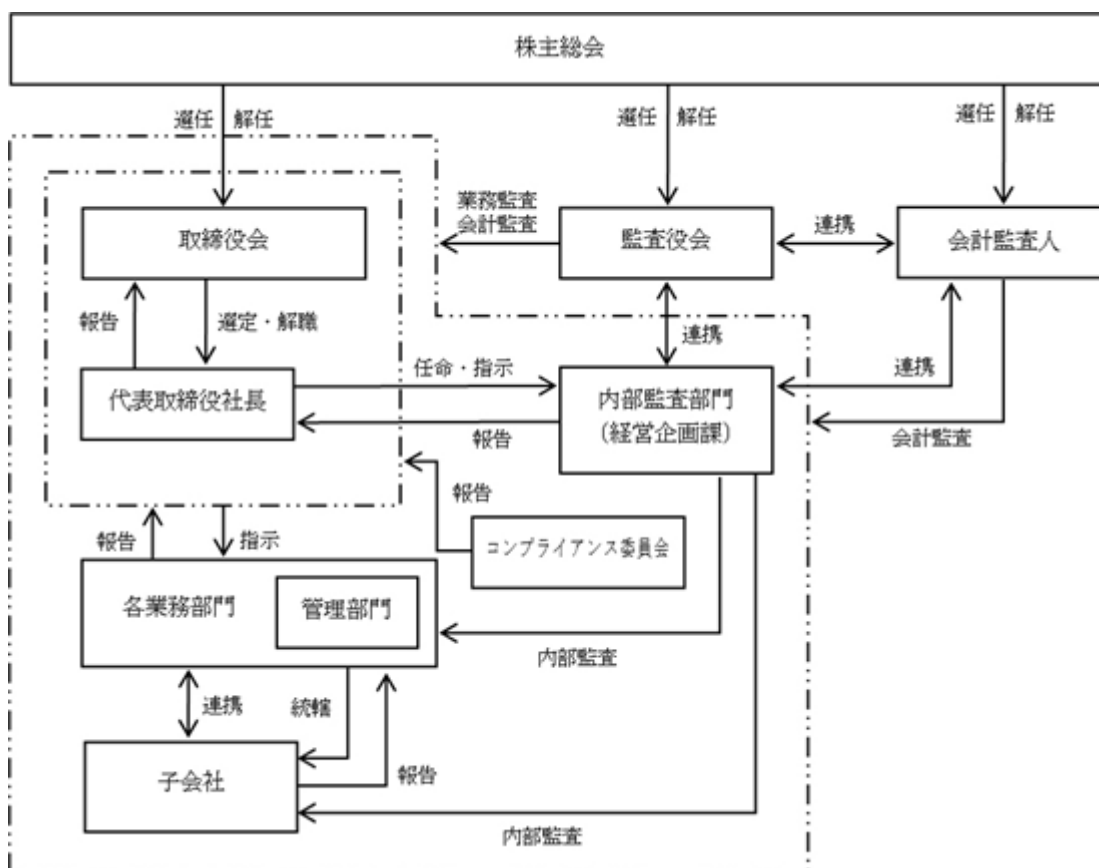 株主総会
選任 解任
選任 解任
選任 解任
業務監査
会計監査
取締役会
監査役会
連携
会計監査人
報告
選定・解職
連携
代表取締役社長
任命・指示
内部監査部門
(経営企画課)
連携
報告
会計監査
報告
報告
指示
コンプライアンス委員会
各業務部門
管理部門
内部監査
連携
統轄
子会社
報告
内部監査